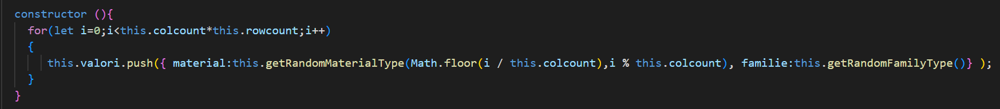 constructor (){
for(let i=0;i<this.colcount*this.rowcount;i++)
{
this.valori.push({ material:this.getRandomMaterialType(Math.floor(i / this.colcount),i % this.colcount), familie:this.getRandomFamilyType()} );
}
}